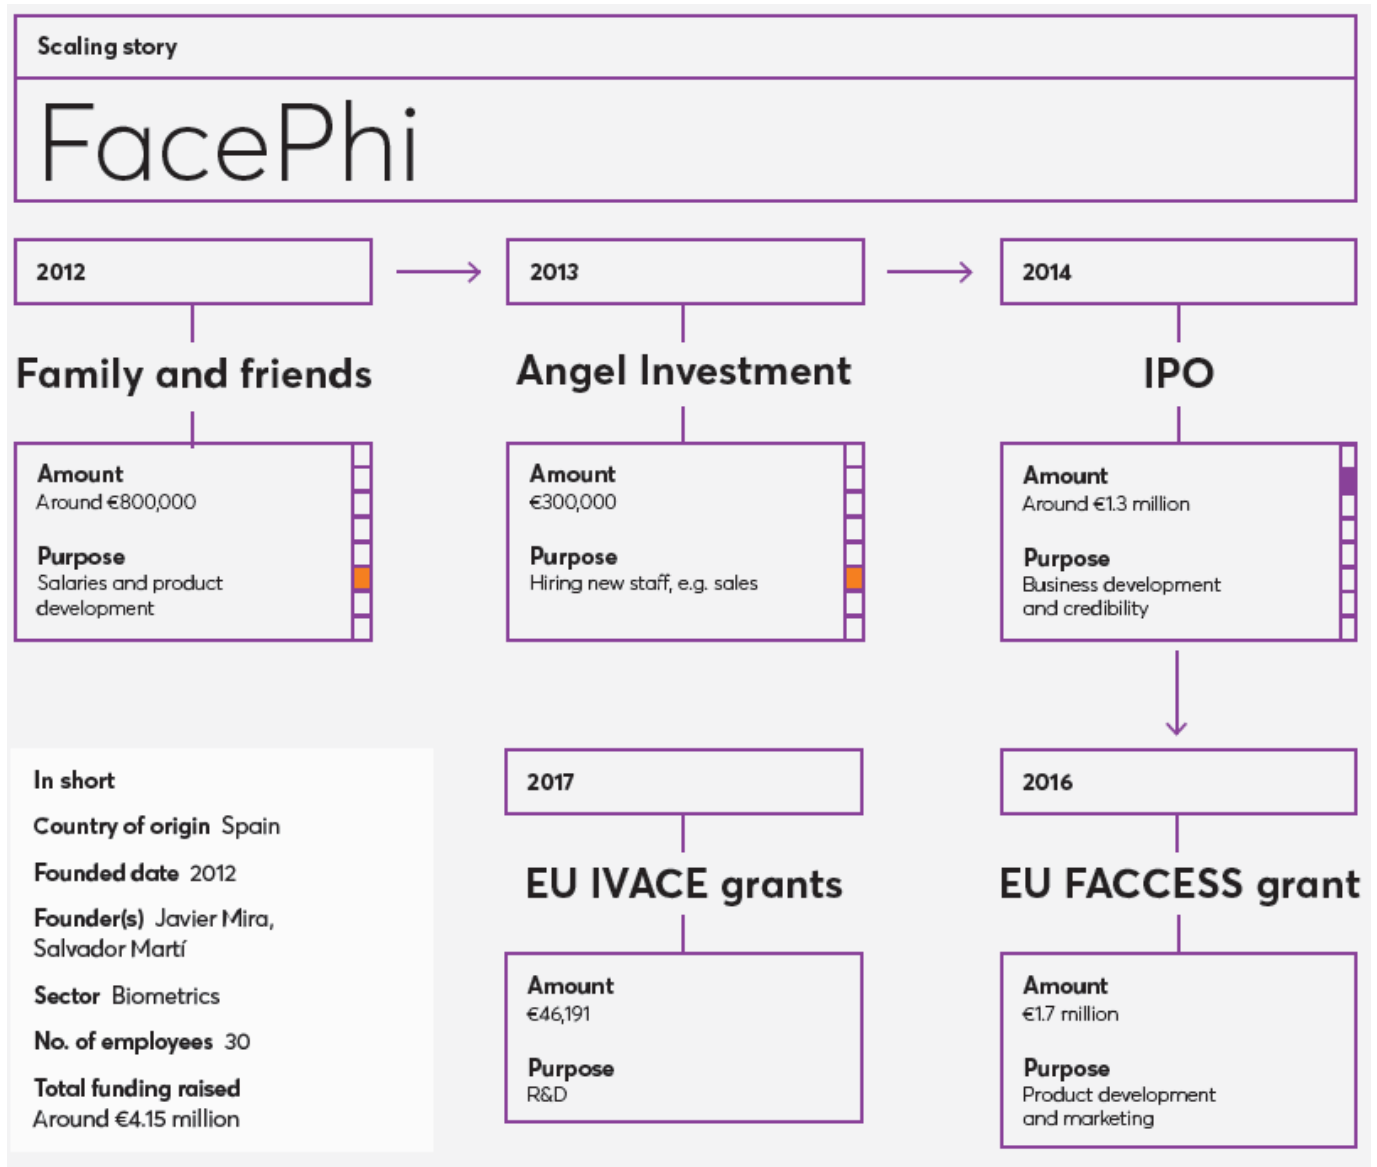 Scaling story
FacePhi
2012
2013
2014
Family and friends
Angel Investment
IPO
Amount
Around €800,000
Purpose
Salaries and product
development
Amount
€300,000
Purpose
Hiring new staff, e.g. sales
Amount
Around €1.3 million
Purpose
Business development
and credibility
In short
Country of origin Spain
Founded date 2012
Founder(s) Javier Mira,
Salvador Martí
Sector Biometrics
No. of employees 30
Total funding raised
Around €4.15 million
2017
EU IVACE grants
Amount
€46,191
Purpose
R&D
2016
EU FACCESS grant
Amount
€1.7 million
Purpose
Product development
and marketing